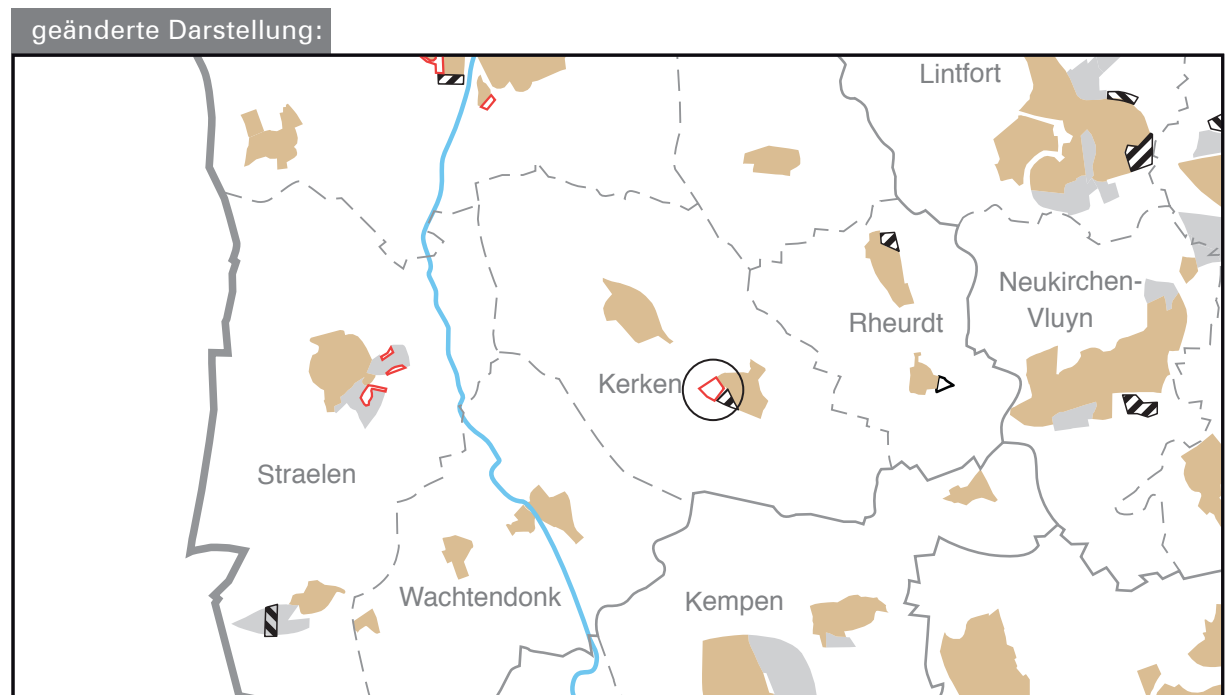 geänderte Darstellung:
Lintfort
Neukirchen-
Vluyn
Rheurdt
Kerken
Straelen
Wachtendonk
Kempen